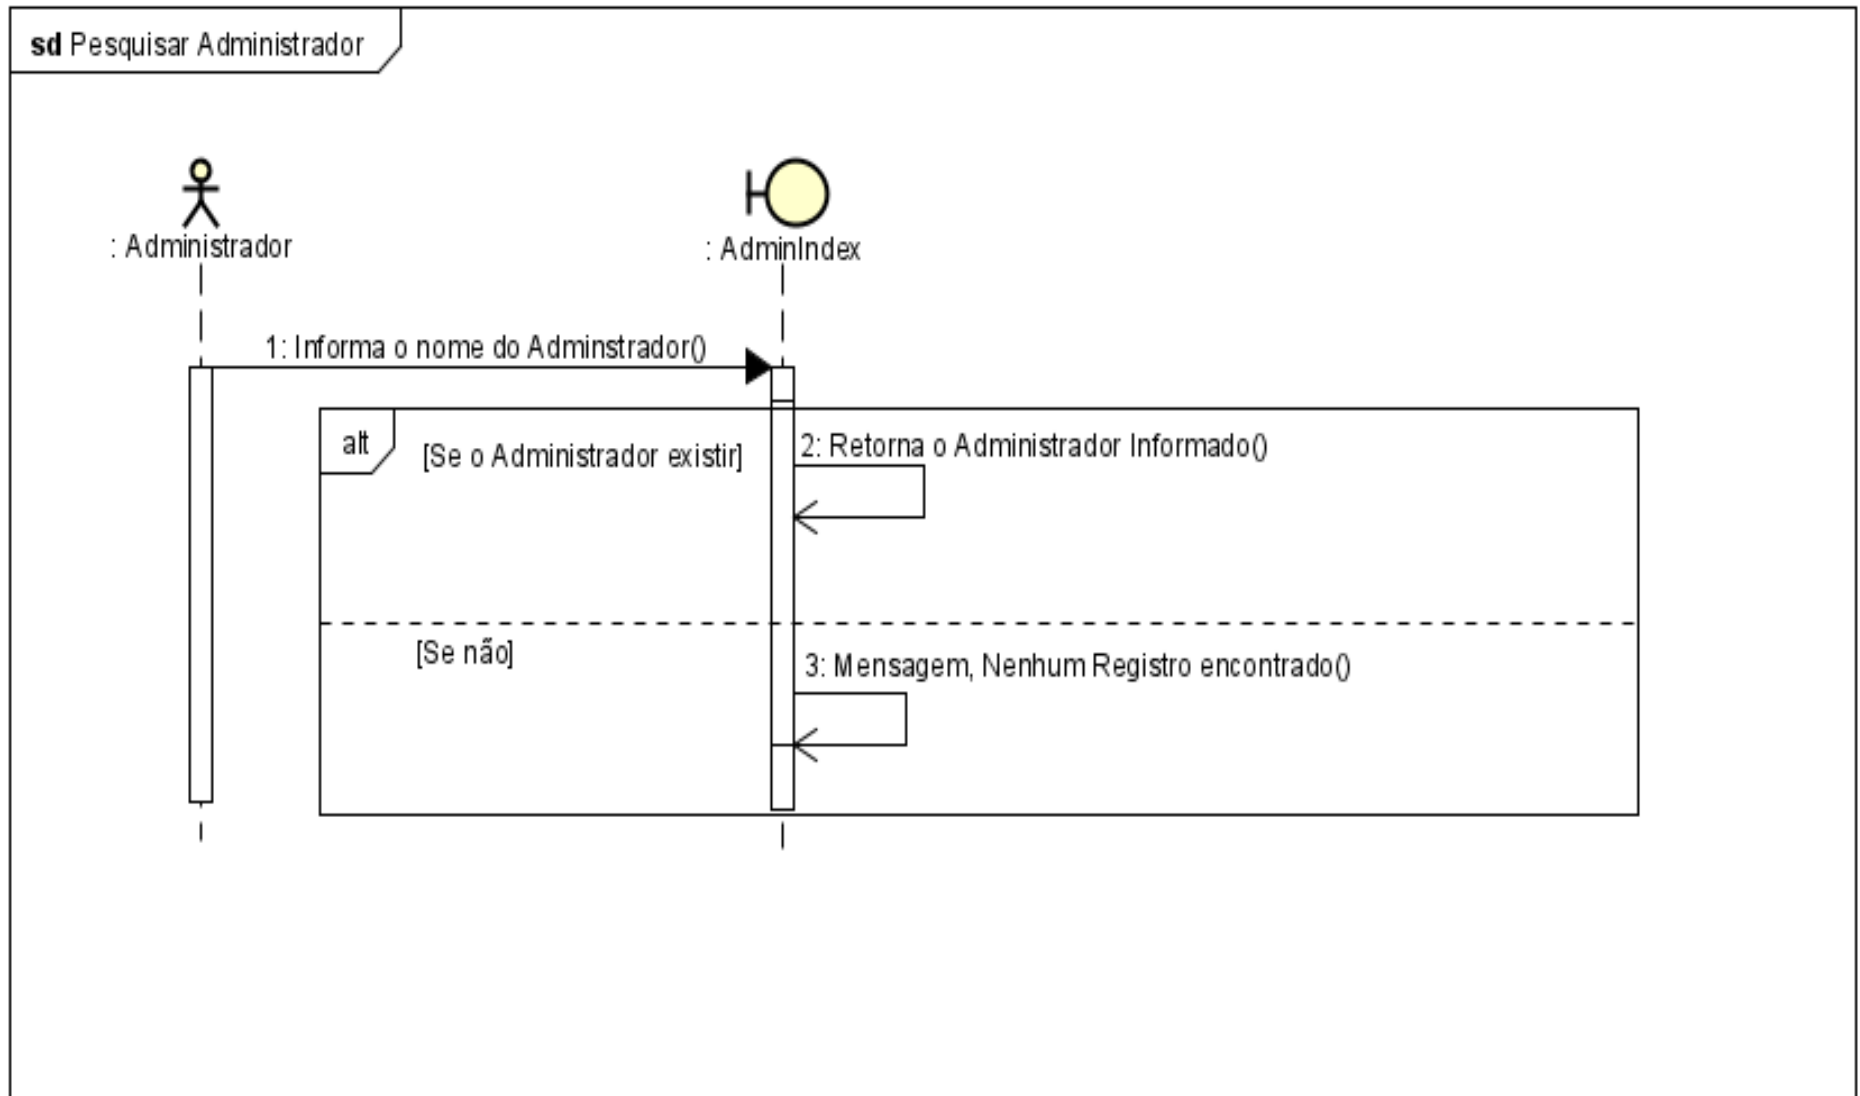 sd Pesquisar Administrador
: Administrador
: AdminIndex
1: Informa o nome do Adminstrador()
alt
[Se o Administrador existir]
2: Retorna o Administrador Informado()
[Se não]
3: Mensagem, Nenhum Registro encontrado()